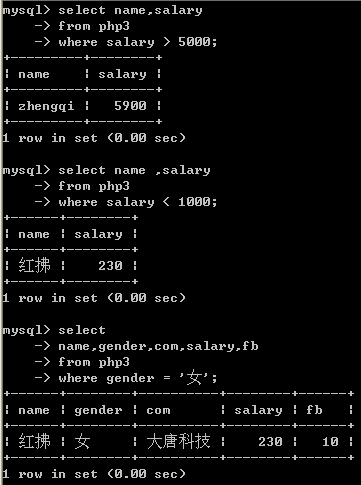 mysql> select name,salary
    -> from php3
    -> where salary > 5000;
+----------+--------+
| name     | salary |
+----------+--------+
| zhengqi  |   5900 |
+----------+--------+
1 row in set (0.00 sec)
mysql> select name ,salary
    -> from php3
    -> where salary < 1000;
+------+--------+
| name | salary |
+------+--------+
| 红拂 |    230 |
+------+--------+
1 row in set (0.00 sec)
mysql> select
    -> name,gender,com,salary,fb
    -> from php3
    -> where gender = '女';
+------+--------+----------+--------+------+
| name | gender | com      | salary | fb   |
+------+--------+----------+--------+------+
| 红拂 | 女     | 大唐科技 |    230 |   10 |
+------+--------+----------+--------+------+
1 row in set (0.00 sec)